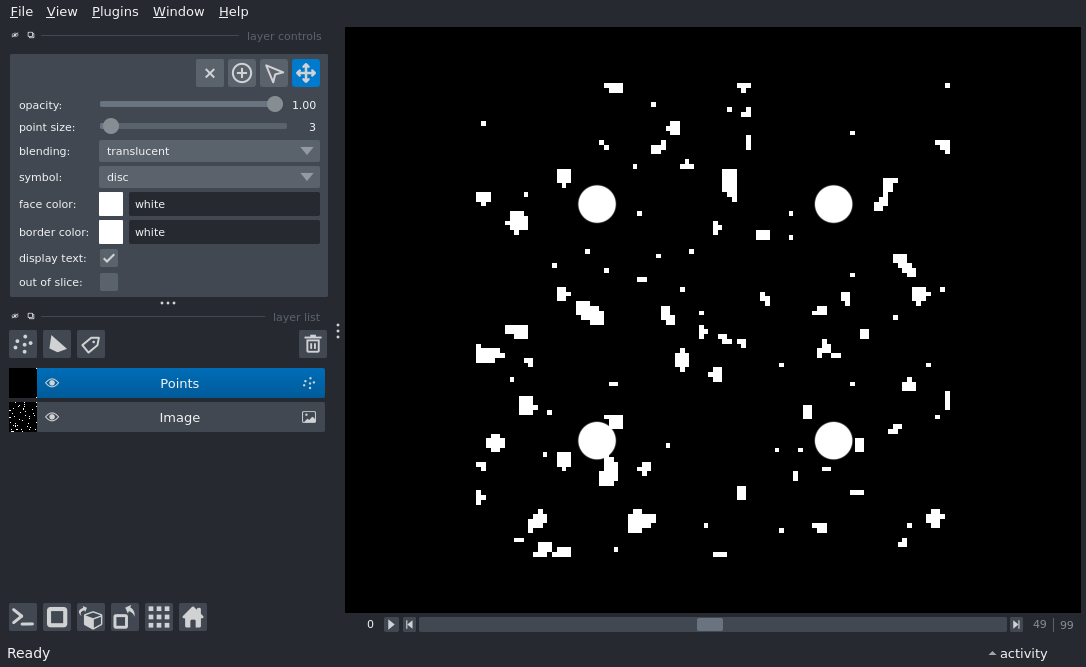 File View Plugins Window Help
layer controls
opacity: 1.00
point size: 3
blending: translucent
symbol: disc
face color: white
border color: white
display text:
out of slice:
layer list
Points
Image
0 49 | 99
Ready activity